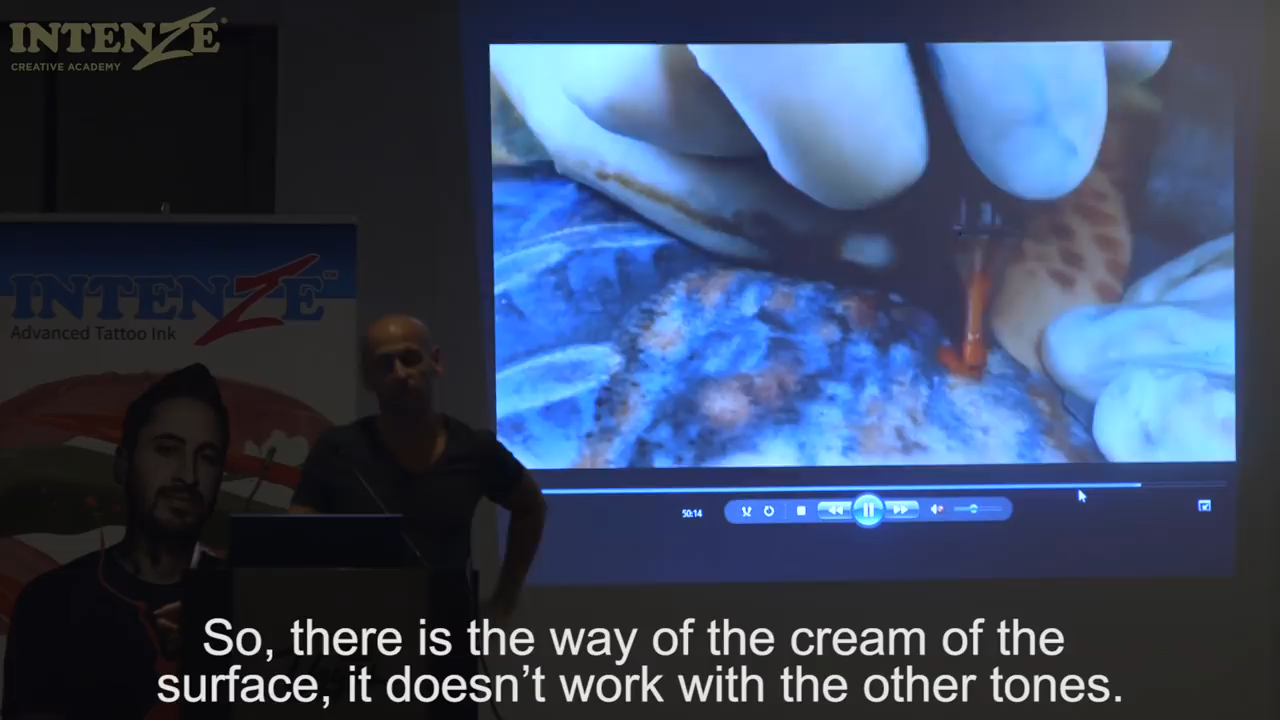 INTENZE
CREATIVE ACADEMY
INTENZE™
Advanced Tattoo Ink
50:14
So, there is the way of the cream of the
surface, it doesn't work with the other tones.